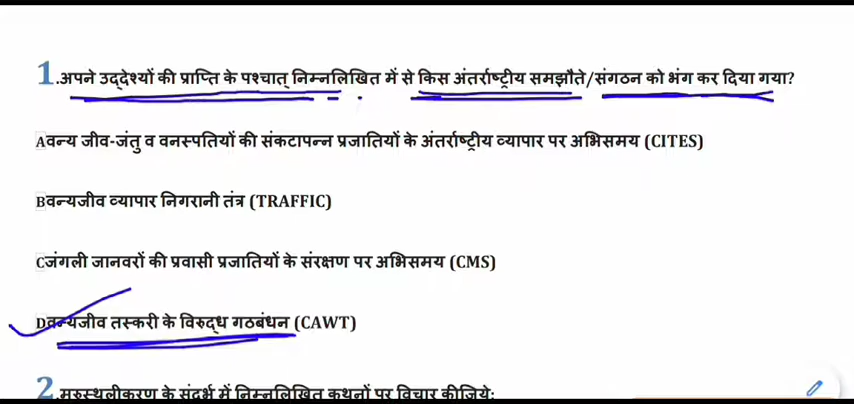 1.अपने उद्देश्यों की प्राप्ति के पश्चात् निम्नलिखित में से किस अंतर्राष्ट्रीय समझौते/संगठन को भंग कर दिया गया?
Aवन्य जीव-जंतु व वनस्पतियों की संकटापन्न प्रजातियों के अंतर्राष्ट्रीय व्यापार पर अभिसमय (CITES)
Bवन्यजीव व्यापार निगरानी तंत्र (TRAFFIC)
Cजंगली जानवरों की प्रवासी प्रजातियों के संरक्षण पर अभिसमय (CMS)
Dवन्यजीव तस्करी के विरुद्ध गठबंधन (CAWT)
2.मरुस्थलीकरण के संदर्भ में निम्नलिखित कथनों पर विचार कीजिये: